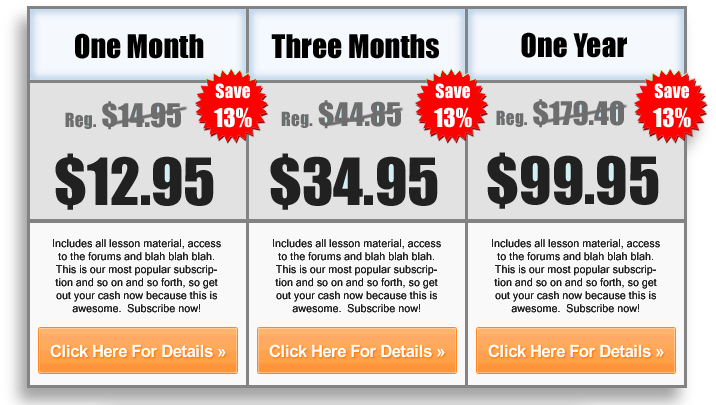 One Month
Save
13%
Reg. $14.95
$12.95
Includes all lesson material, access
to the forums and blah blah blah.
This is our most popular subscrip-
tion and so on and so forth, so get
out your cash now because this is
awesome. Subscribe now!
Click Here For Details »
Three Months
Save
13%
Reg. $44.85
$34.95
Includes all lesson material, access
to the forums and blah blah blah.
This is our most popular subscrip-
tion and so on and so forth, so get
out your cash now because this is
awesome. Subscribe now!
Click Here For Details »
One Year
Save
13%
Reg. $179.40
$99.95
Includes all lesson material, access
to the forums and blah blah blah.
This is our most popular subscrip-
tion and so on and so forth, so get
out your cash now because this is
awesome. Subscribe now!
Click Here For Details »